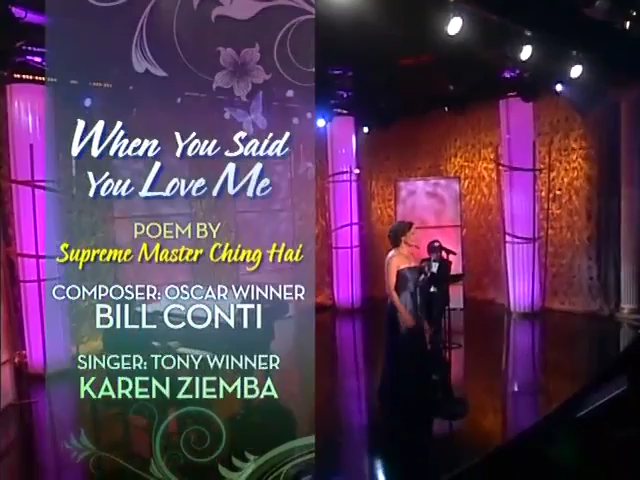 When You Said
You Love Me
POEM BY
Supreme Master Ching Hai
COMPOSER: OSCAR WINNER
BILL CONTI
SINGER: TONY WINNER
KAREN ZIEMBA